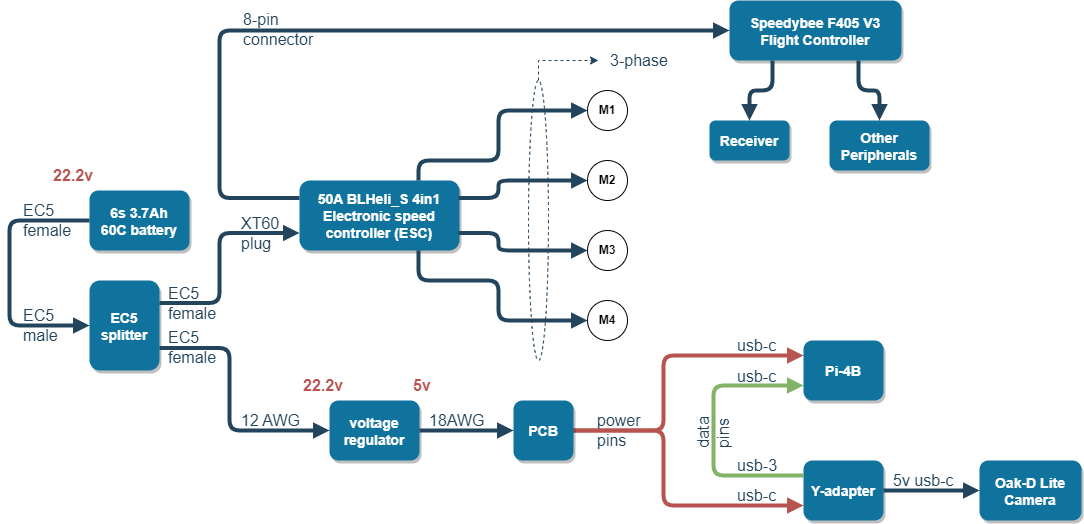 8-pin
connector
Speedybee F405 V3
Flight Controller
3-phase
M1
Receiver
Other
Peripherals
22.2v
M2
EC5
female
6s 3.7Ah
60C battery
XT60
plug
50A BLHeli_S 4in1
Electronic speed
controller (ESC)
M3
EC5
male
EC5
splitter
EC5
female
EC5
female
M4
usb-c
usb-c
Pi-4B
22.2v
5v
12 AWG
voltage
regulator
18AWG
PCB
power
pins
data
pins
usb-3
usb-c
Y-adapter
5v usb-c
Oak-D Lite
Camera